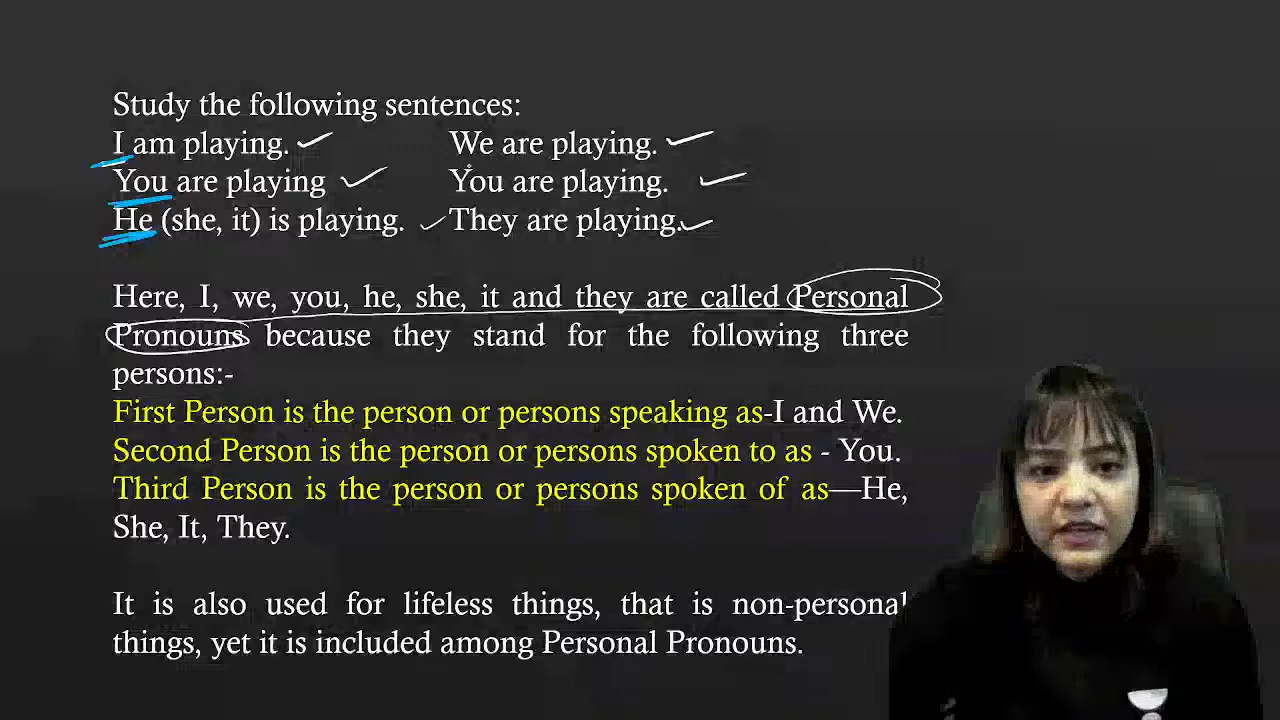 Study the following sentences:
I am playing. We are playing.
You are playing You are playing.
He (she, it) is playing. They are playing.
Here, I, we, you, he, she, it and they are called Personal
Pronouns because they stand for the following three
persons:-
First Person is the person or persons speaking as-I and We.
Second Person is the person or persons spoken to as - You.
Third Person is the person or persons spoken of as—He,
She, It, They.
It is also used for lifeless things, that is non-personal
things, yet it is included among Personal Pronouns.